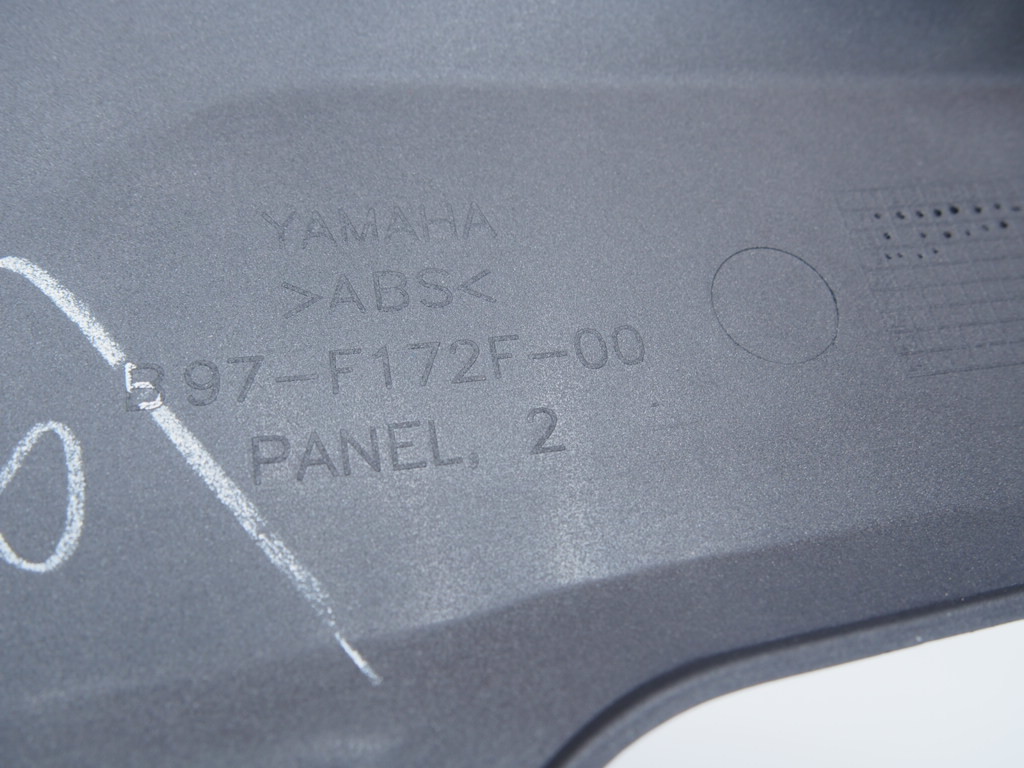 YAMAHA
>ABS<
B97-F172F-00
PANEL, 2